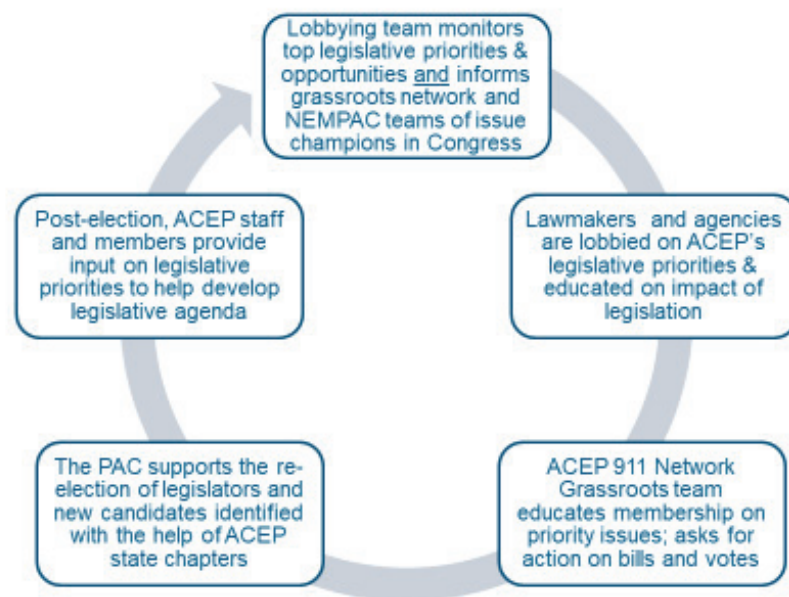 Lobbying team monitors
top legislative priorities &
opportunities and informs
grassroots network and
NEMPAC teams of issue
champions in Congress
Lawmakers and agencies
are lobbied on ACEP's
legislative priorities &
educated on impact of
legislation
ACEP 911 Network
Grassroots team
educates membership on
priority issues; asks for
action on bills and votes
The PAC supports the re-
election of legislators and
new candidates identified
with the help of ACEP
state chapters
Post-election, ACEP staff
and members provide
input on legislative
priorities to help develop
legislative agenda